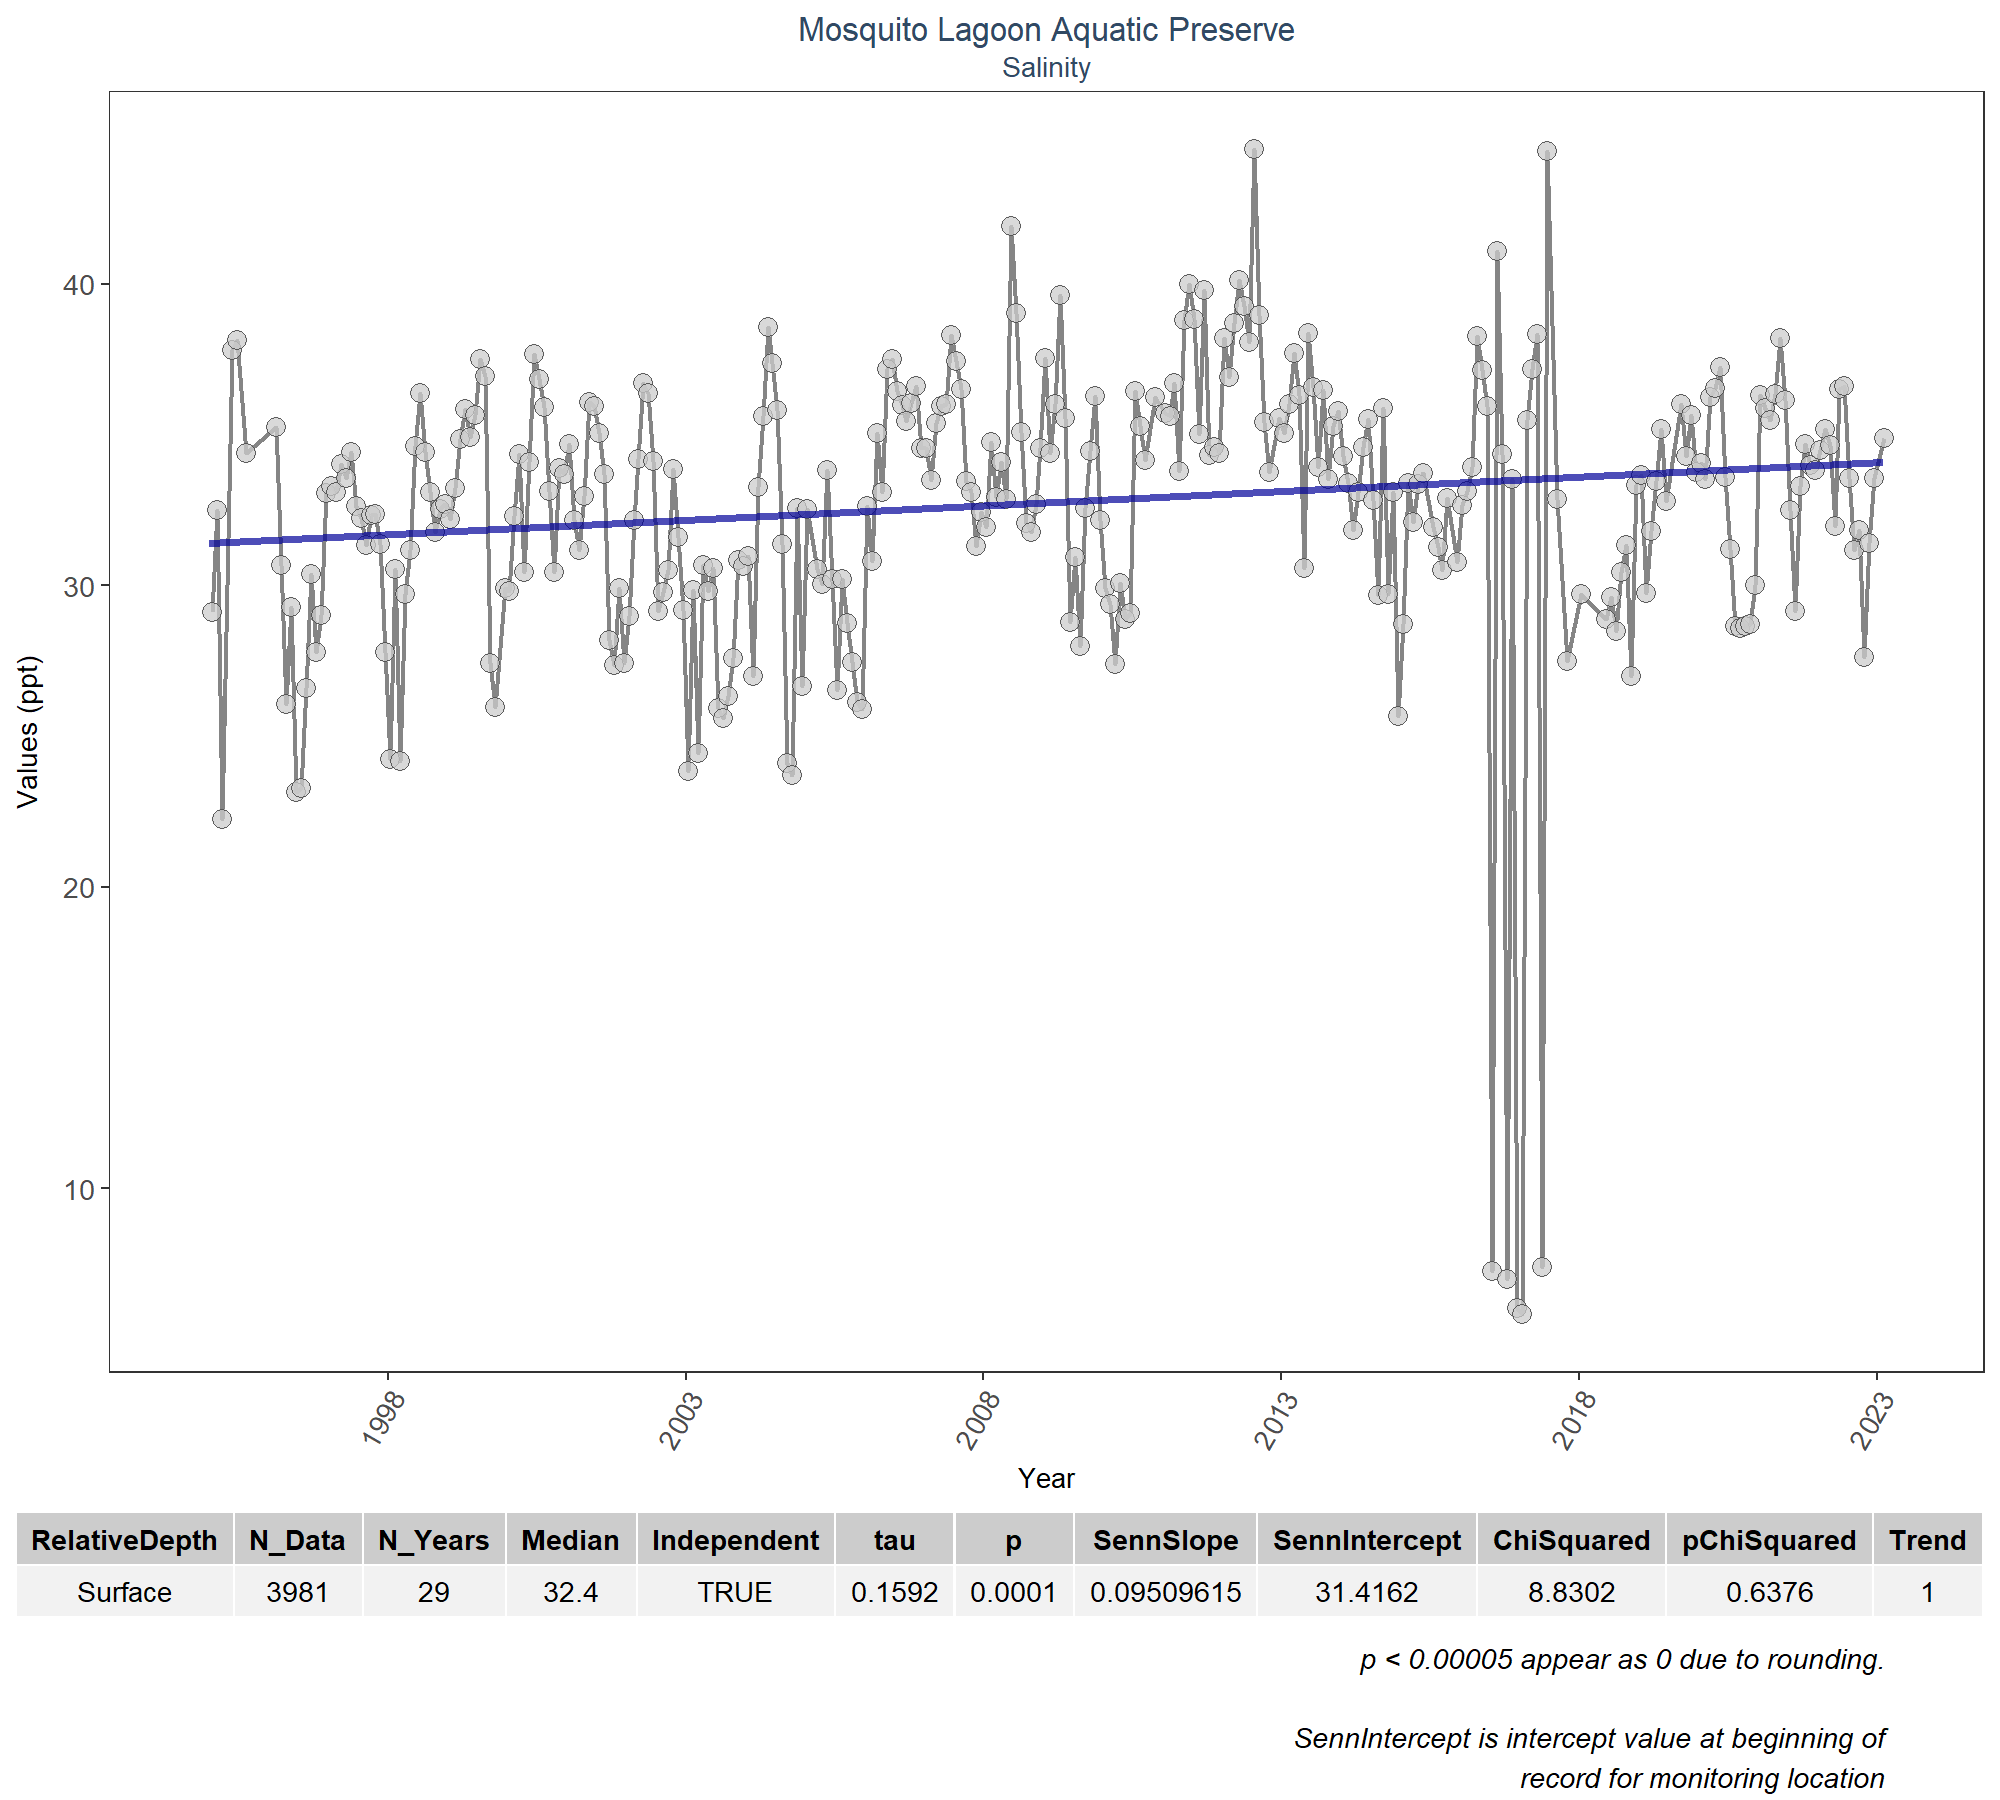 Mosquito Lagoon Aquatic Preserve
Salinity
Values (ppt)
40
30
20
10
1998 2003 2008 2013 2018 2023
Year
RelativeDepth N_Data N_Years Median Independent tau p SennSlope SennIntercept ChiSquared pChiSquared Trend
Surface 3981 29 32.4 TRUE 0.1592 0.0001 0.09509615 31.4162 8.8302 0.6376 1
p < 0.00005 appear as 0 due to rounding.
SennIntercept is intercept value at beginning of
record for monitoring location